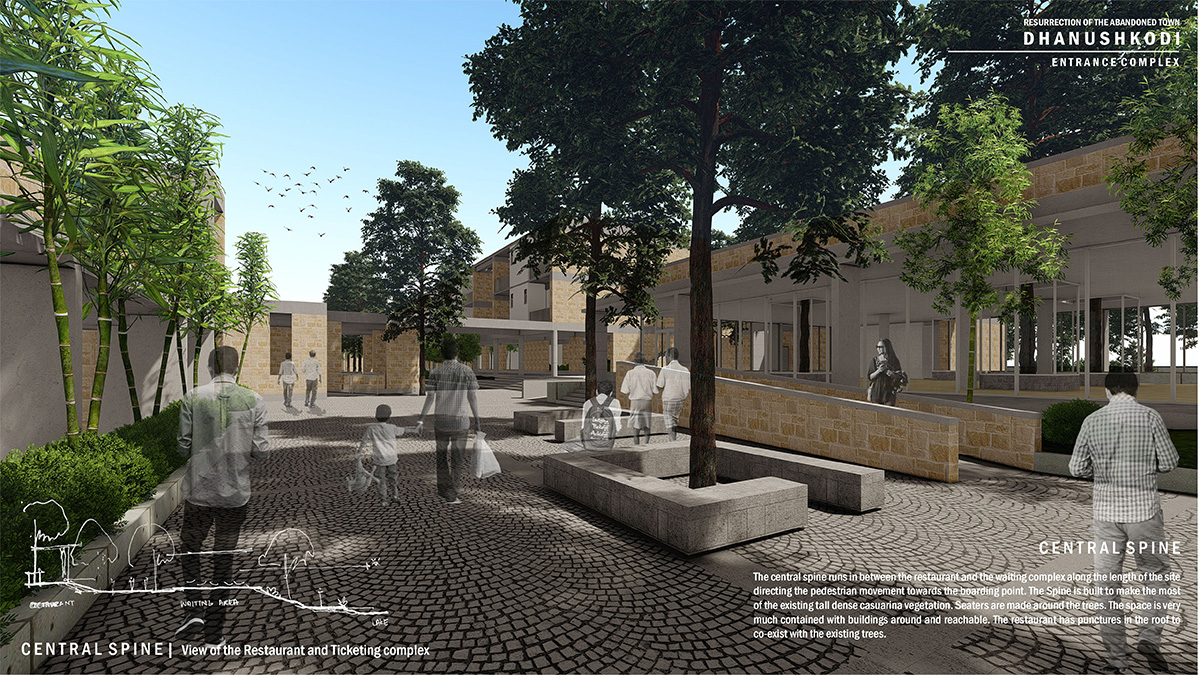 RESURRECTION OF THE ABANDONED TOWN
DHANUSHKODI
ENTRANCE COMPLEX
CENTRAL SPINE
The central spine runs in between the restaurant and the waiting complex along the length of the site
directing the pedestrian movement towards the boarding point. The Spine is built to make the most
of the existing tall dense casuarina vegetation. Seaters are made around the trees. The space is very
much contained with buildings around and reachable. The restaurant has punctures in the roof to
co-exist with the existing trees.
RESTAURANT
WAITING AREA
LAKE
CENTRAL SPINE| View of the Restaurant and Ticketing complex